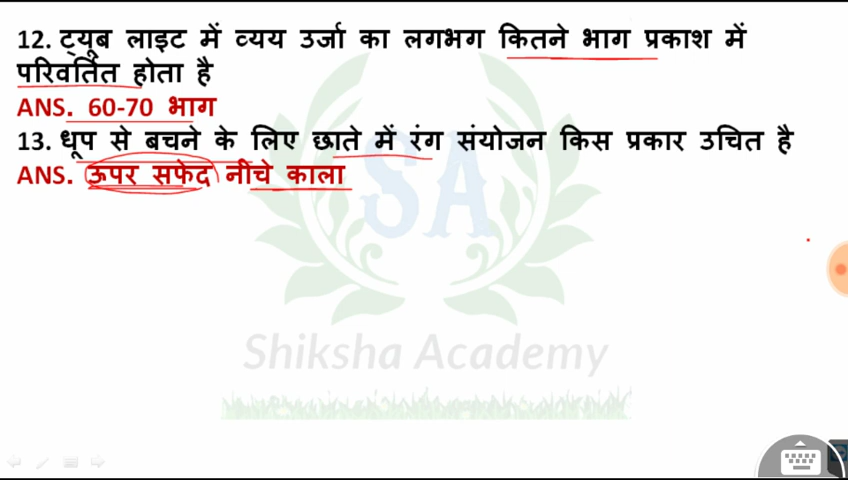 12. ट्यूब लाइट में व्यय उर्जा का लगभग कितने भाग प्रकाश में
परिवर्तित होता है
ANS. 60-70 भाग
13. धूप से बचने के लिए छाते में रंग संयोजन किस प्रकार उचित है
ANS. ऊपर सफेद नीचे काला
SA
Shiksha Academy